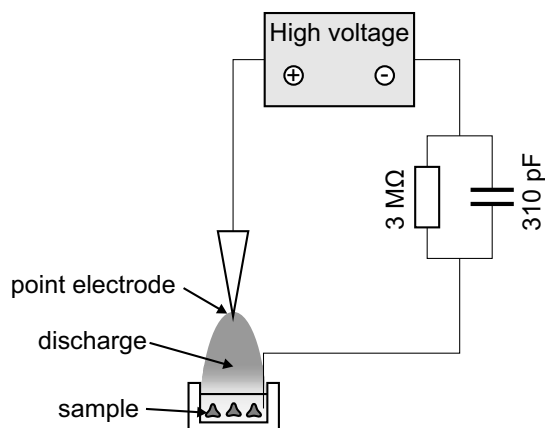 High voltage
+
-
3 MΩ
310 pF
point electrode
discharge
sample